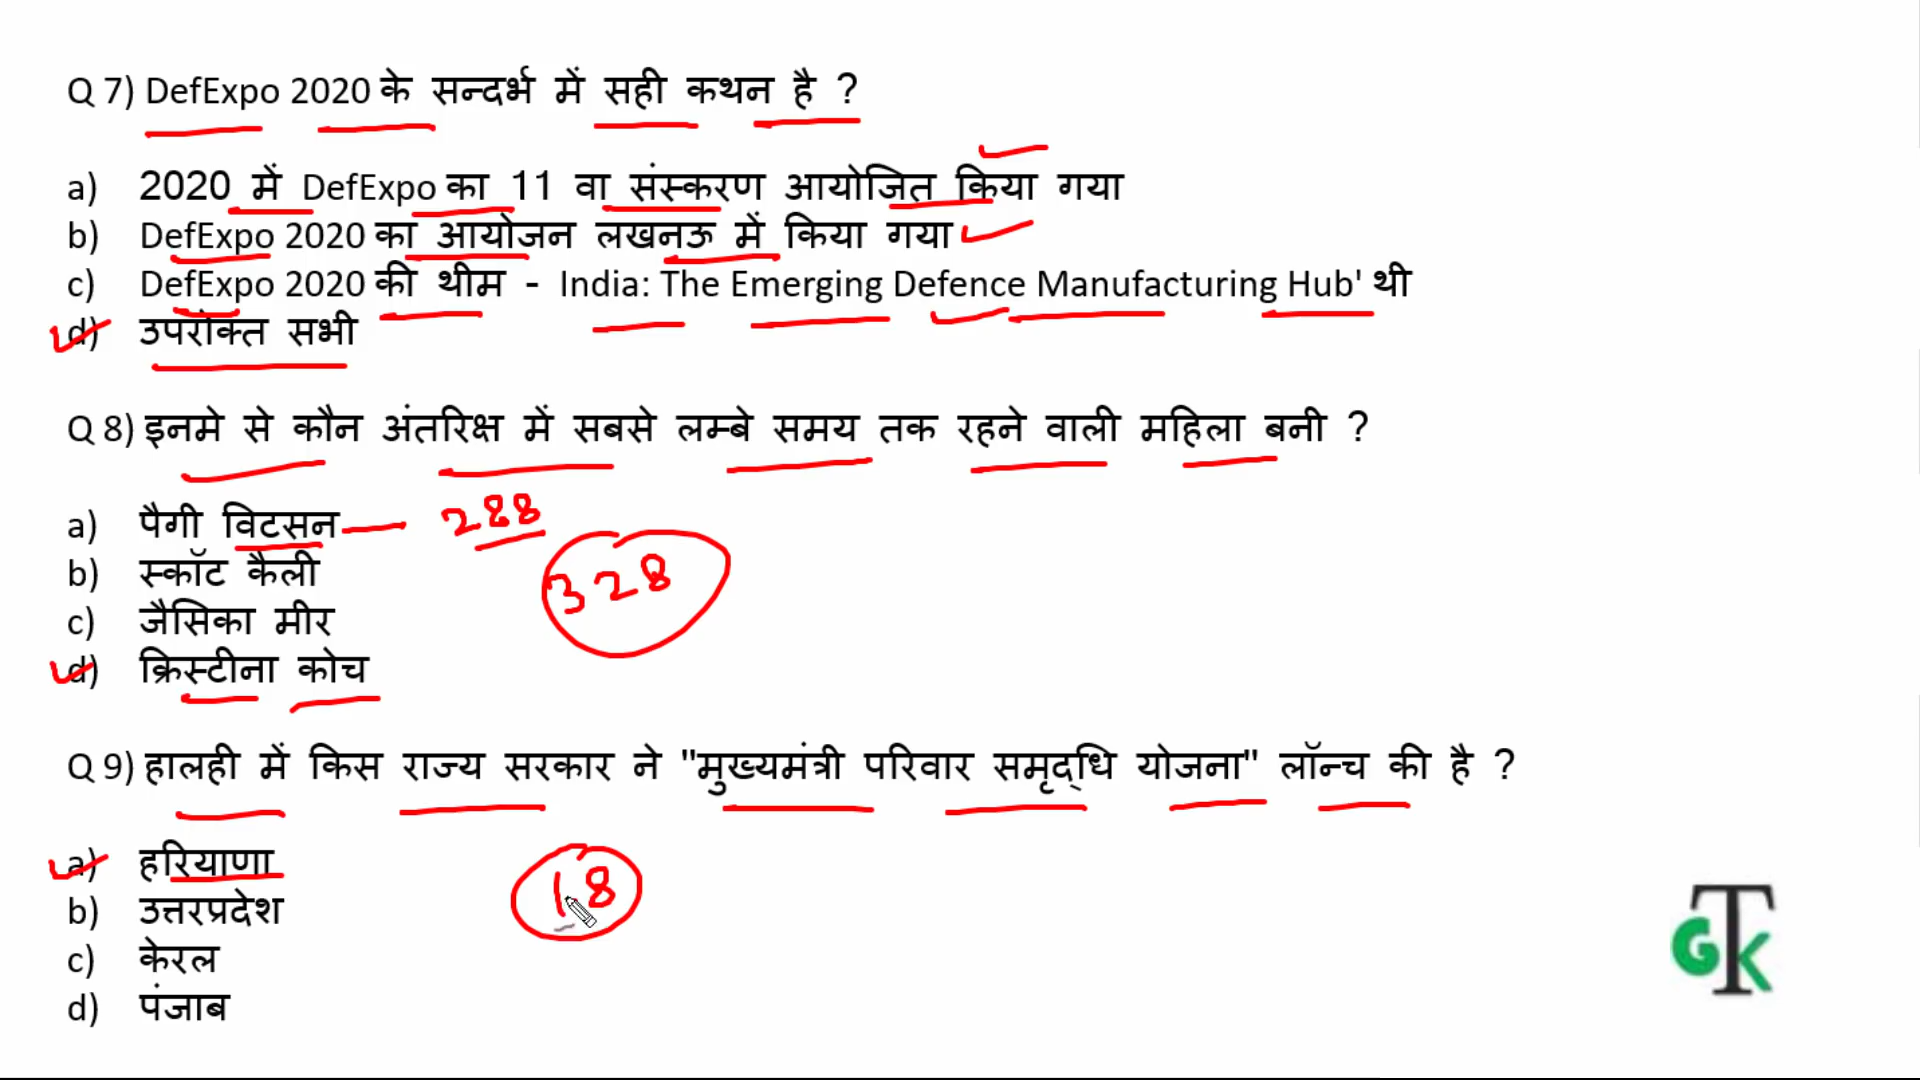 Q 7) DefExpo 2020 के सन्दर्भ में सही कथन है ?
a) 2020 में DefExpo का 11 वा संस्करण आयोजित किया गया
b) DefExpo 2020 का आयोजन लखनऊ में किया गया
c) DefExpo 2020 की थीम - India: The Emerging Defence Manufacturing Hub' थी
d) उपरोक्त सभी
Q 8) इनमे से कौन अंतरिक्ष में सबसे लम्बे समय तक रहने वाली महिला बनी ?
a) पैगी विटसन — 288
b) स्कॉट कैली
328
c) जैसिका मीर
d) क्रिस्टीना कोच
Q 9) हालही में किस राज्य सरकार ने "मुख्यमंत्री परिवार समृद्धि योजना" लॉन्च की है ?
a) हरियाणा
18
b) उत्तरप्रदेश
c) केरल
d) पंजाब
GTK